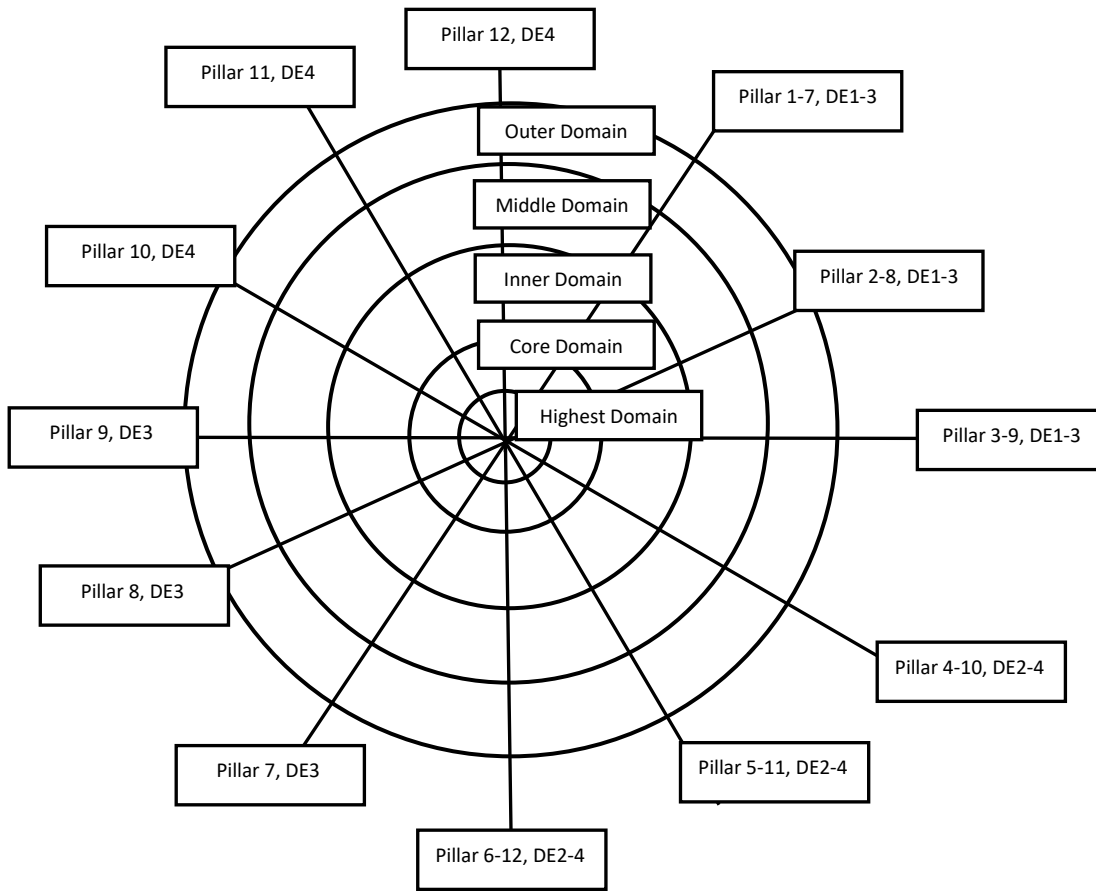 Pillar 12, DE4
Pillar 11, DE4
Pillar 1-7, DE1-3
Outer Domain
Middle Domain
Pillar 10, DE4
Inner Domain
Pillar 2-8, DE1-3
Core Domain
Highest Domain
Pillar 9, DE3
Pillar 3-9, DE1-3
Pillar 8, DE3
Pillar 4-10, DE2-4
Pillar 7, DE3
Pillar 5-11, DE2-4
Pillar 6-12, DE2-4